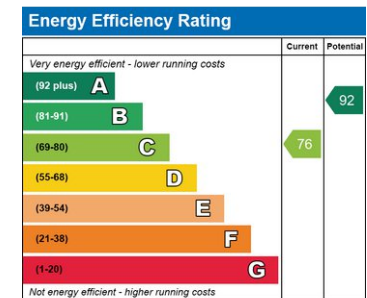 Energy Efficiency Rating
Current Potential
Very energy efficient - lower running costs
(92 plus) A
92
(81-91) B
(69-80) C
76
(55-68) D
(39-54) E
(21-38) F
(1-20) G
Not energy efficient - higher running costs